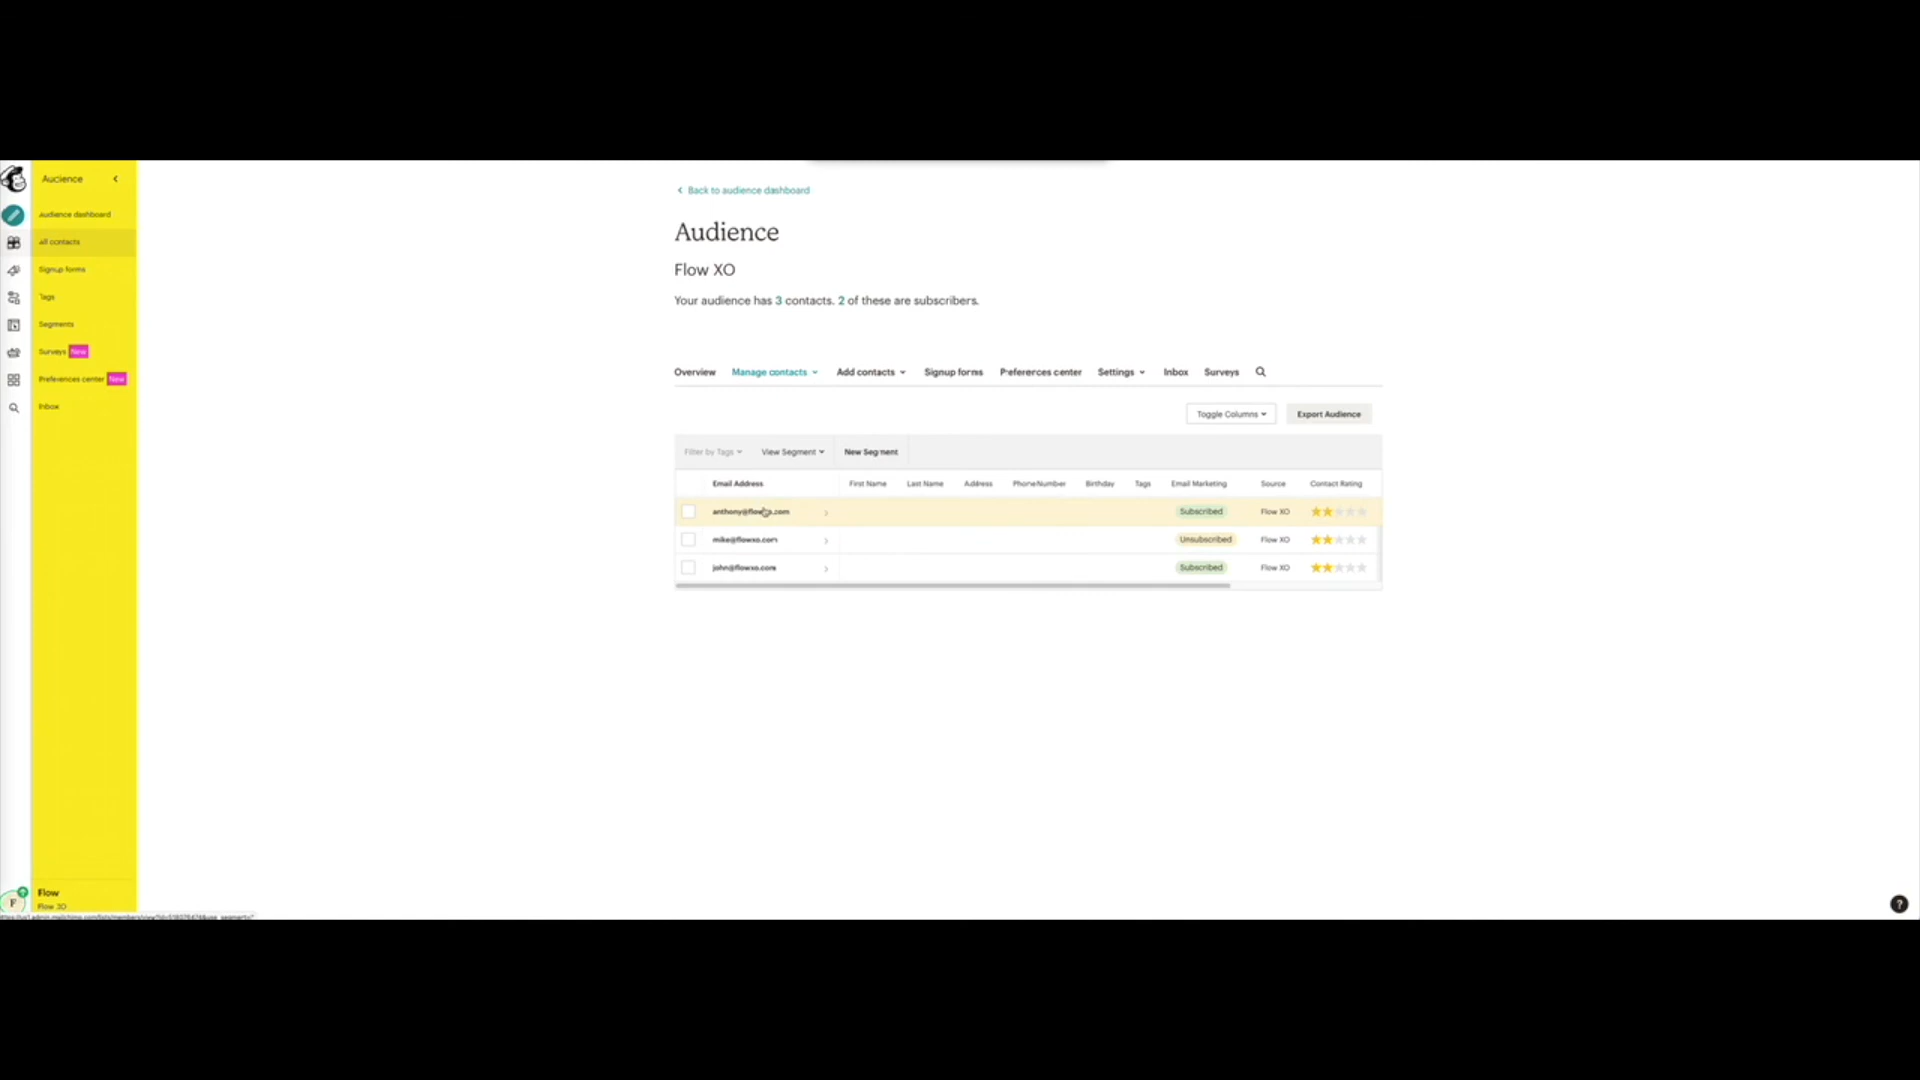 Audience
Audience dashboard
All contacts
Signup forms
Tags
Segments
Surveys New
Preferences center New
Inbox
Flow
F
Back to audience dashboard
Audience
Flow XO
Your audience has 3 contacts. 2 of these are subscribers.
Overview Manage contacts Add contacts Signup forms Preferences center Settings Inbox Surveys
Toggle Columns Export Audience
Filter by Tags View Segment New Segment
Email Address First Name Last Name Address Phone Number Birthday Tags Email Marketing Source Contact Rating
anthony@flowxo.com Subscribed Flow XO
mike@flowxo.com Unsubscribed Flow XO
john@flowxo.com Subscribed Flow XO
?